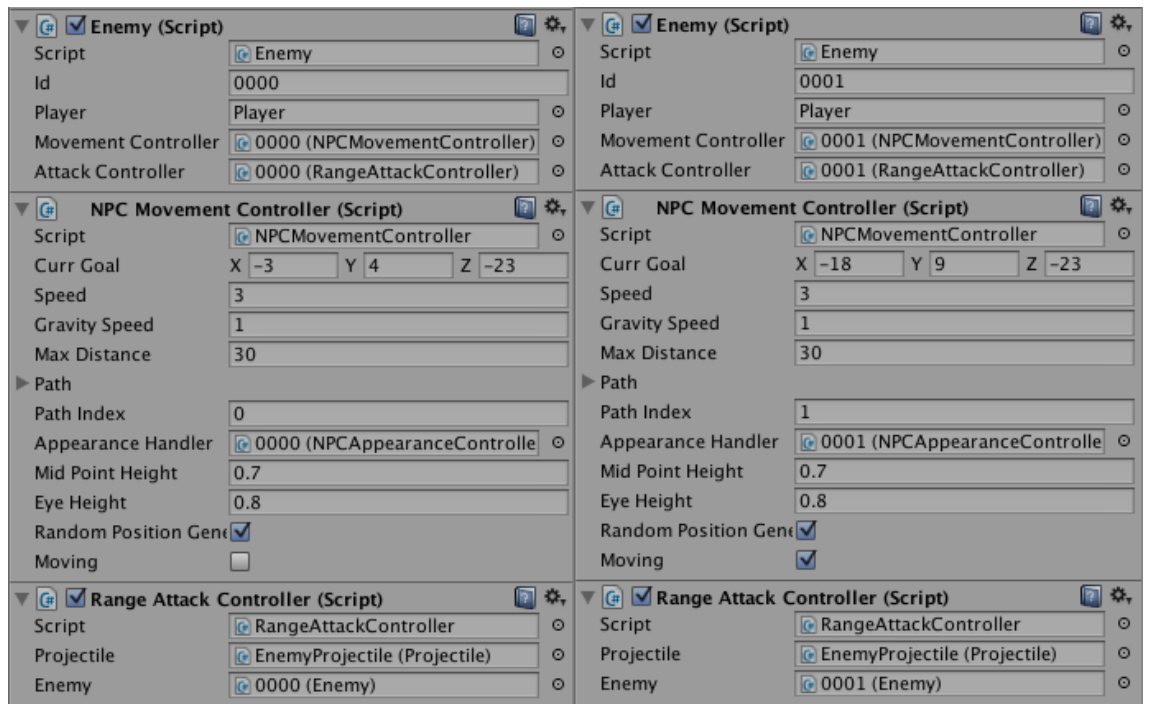 Enemy (Script)
Script Enemy
Id 0000
Player Player
Movement Controller 0000 (NPCMovementController)
Attack Controller 0000 (RangeAttackController)
NPC Movement Controller (Script)
Script NPCMovementController
Curr Goal X -3 Y 4 Z -23
Speed 3
Gravity Speed 1
Max Distance 30
Path
Path Index 0
Appearance Handler 0000 (NPCAppearanceControlle
Mid Point Height 0.7
Eye Height 0.8
Random Position Gene
Moving
Range Attack Controller (Script)
Script RangeAttackController
Projectile EnemyProjectile (Projectile)
Enemy 0000 (Enemy)
Enemy (Script)
Script Enemy
Id 0001
Player Player
Movement Controller 0001 (NPCMovementController)
Attack Controller 0001 (RangeAttackController)
NPC Movement Controller (Script)
Script NPCMovementController
Curr Goal X -18 Y 9 Z -23
Speed 3
Gravity Speed 1
Max Distance 30
Path
Path Index 1
Appearance Handler 0001 (NPCAppearanceControlle
Mid Point Height 0.7
Eye Height 0.8
Random Position Gene
Moving
Range Attack Controller (Script)
Script RangeAttackController
Projectile EnemyProjectile (Projectile)
Enemy 0001 (Enemy)